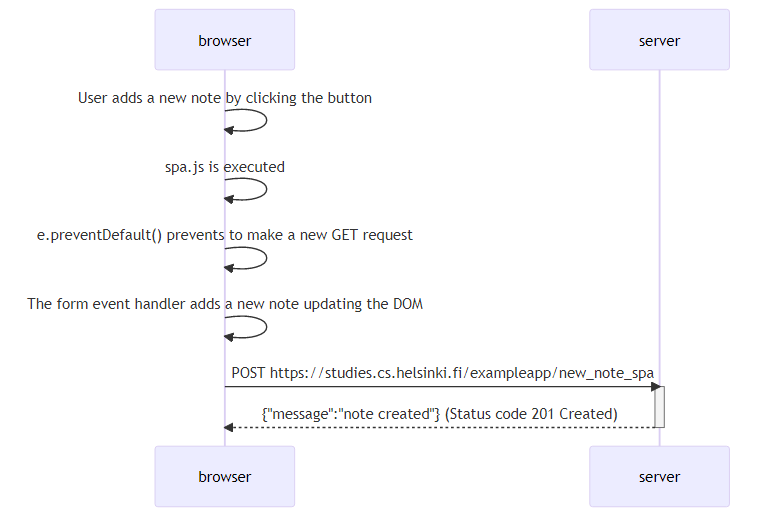 browser
server
User adds a new note by clicking the button
spa.js is executed
e.preventDefault() prevents to make a new GET request
The form event handler adds a new note updating the DOM
POST https://studies.cs.helsinki.fi/exampleapp/new_note_spa
{"message":"note created"} (Status code 201 Created)
browser
server